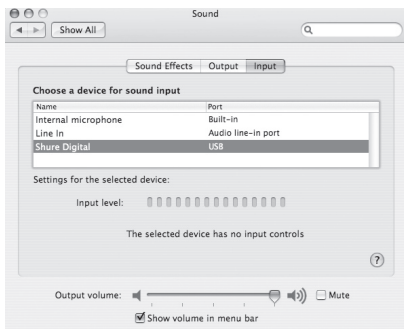 Sound
Show All
Sound Effects Output Input
Choose a device for sound input
Name Port
Internal microphone Built-in
Line In Audio line-in port
Shure Digital USB
Settings for the selected device:
Input level:
The selected device has no input controls
?
Output volume: Mute
Show volume in menu bar